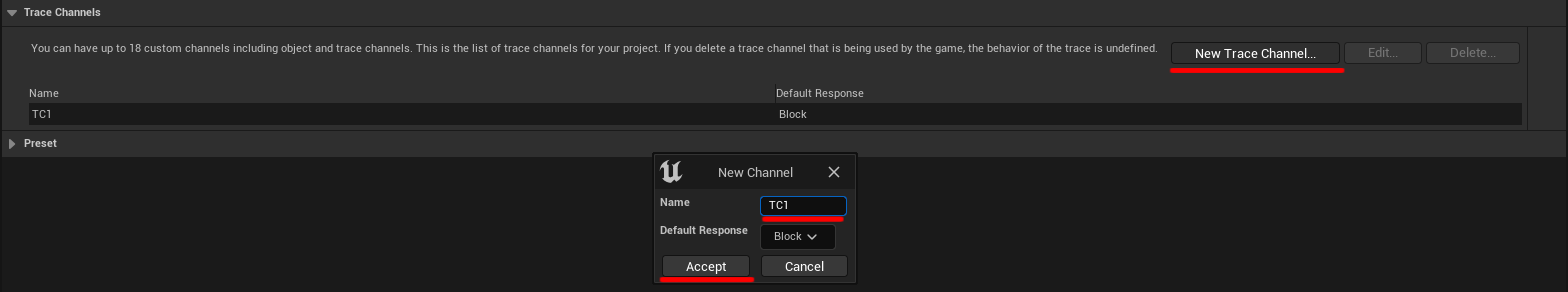 Trace Channels
You can have up to 18 custom channels including object and trace channels. This is the list of trace channels for your project. If you delete a trace channel that is being used by the game, the behavior of the trace is undefined. New Trace Channel... Edit... Delete...
Name Default Response
TC1 Block
Preset
New Channel
Name TC1
Default Response Block
Accept Cancel